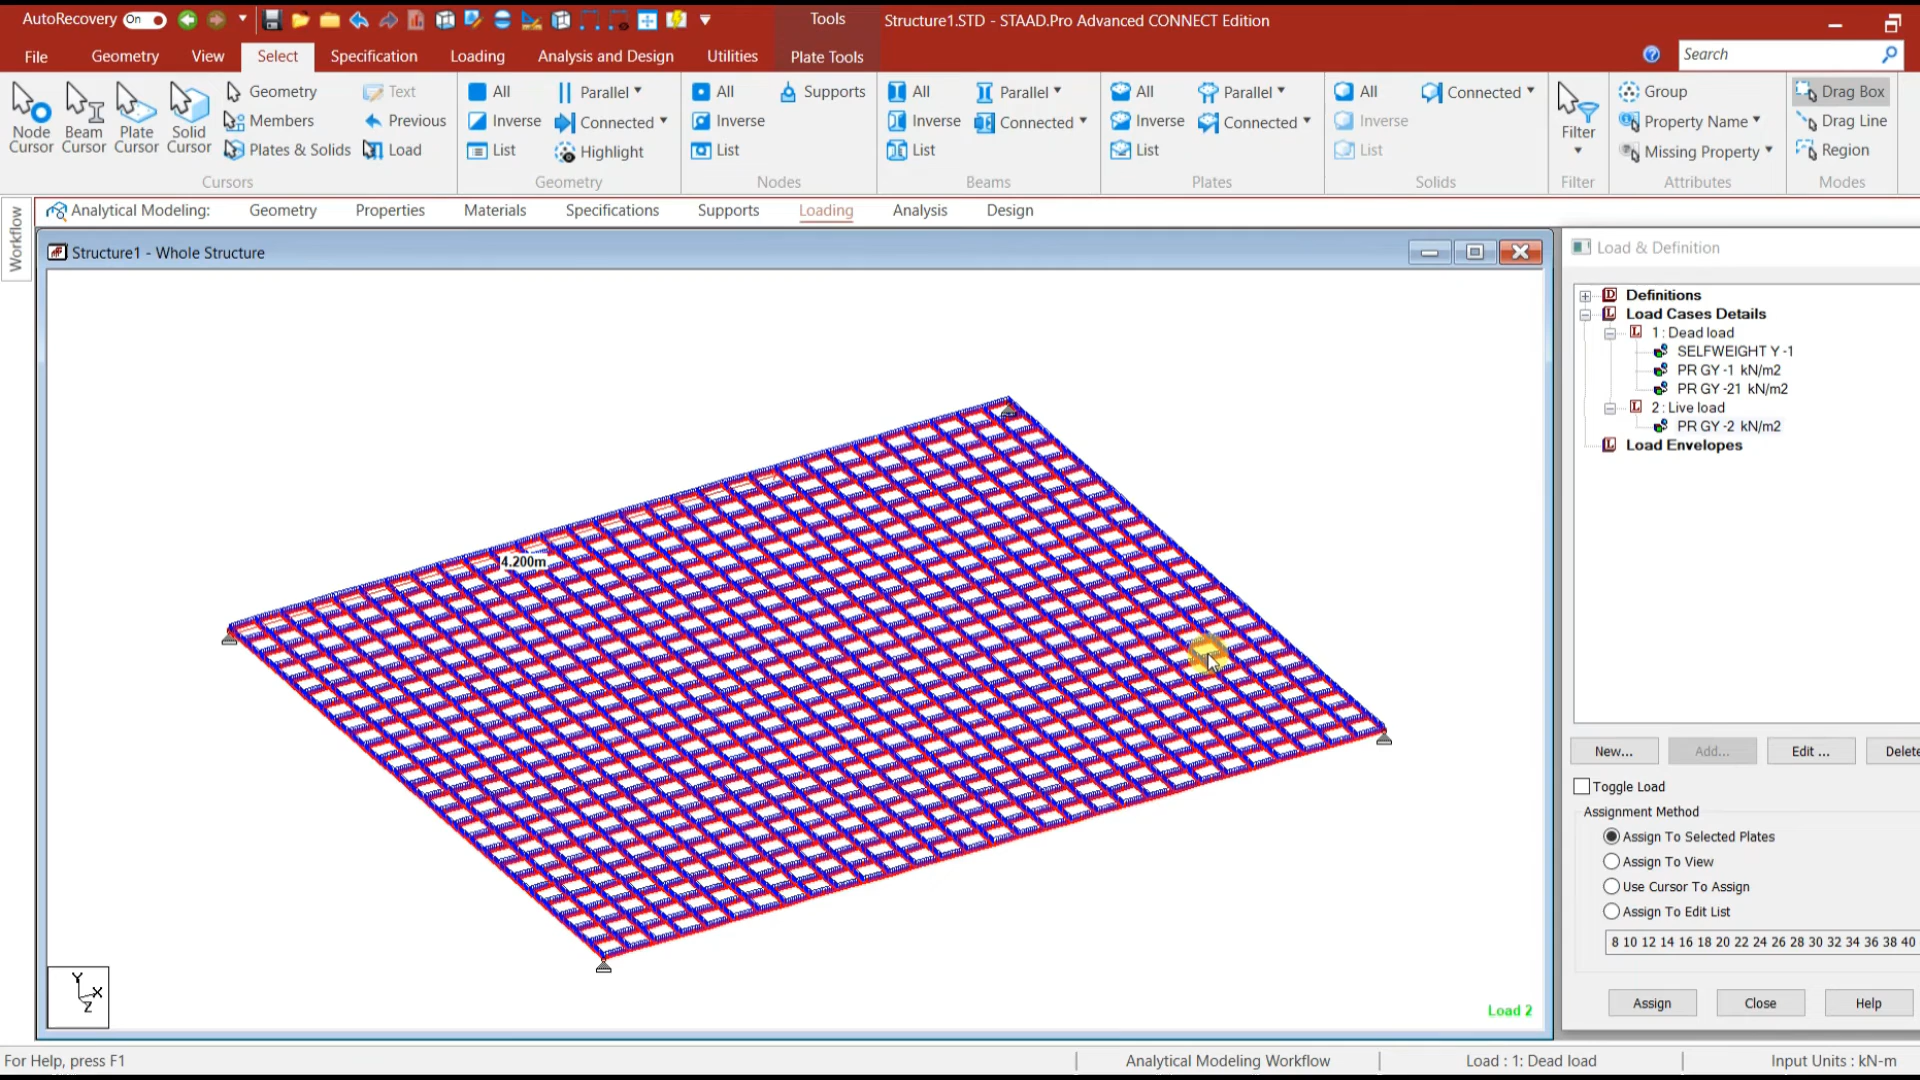 AutoRecovery On
Tools
Structure1.STD - STAAD.Pro Advanced CONNECT Edition
File Geometry View Select Specification Loading Analysis and Design Utilities Plate Tools
Search
Node Cursor
Beam Cursor
Plate Cursor
Solid Cursor
Geometry
Members
Plates & Solids
Text
Previous
Load
Cursors
All
Inverse
List
Parallel
Connected
Highlight
Geometry
All
Inverse
List
Supports
Nodes
All
Inverse
List
Parallel
Connected
Beams
All
Inverse
List
Parallel
Connected
Plates
All
Inverse
List
Connected
Solids
Filter
Filter
Group
Property Name
Missing Property
Attributes
Drag Box
Drag Line
Region
Modes
Workflow
Analytical Modeling: Geometry Properties Materials Specifications Supports Loading Analysis Design
Structure1 - Whole Structure
4.200m
Y
X
Z
Load 2
Load & Definition
Definitions
Load Cases Details
1 : Dead load
SELFWEIGHT Y -1
PR GY -1 kN/m2
PR GY -21 kN/m2
2 : Live load
PR GY -2 kN/m2
Load Envelopes
New... Add... Edit ... Delete
Toggle Load
Assignment Method
Assign To Selected Plates
Assign To View
Use Cursor To Assign
Assign To Edit List
8 10 12 14 16 18 20 22 24 26 28 30 32 34 36 38 40
Assign Close Help
For Help, press F1
Analytical Modeling Workflow
Load : 1: Dead load
Input Units : kN-m